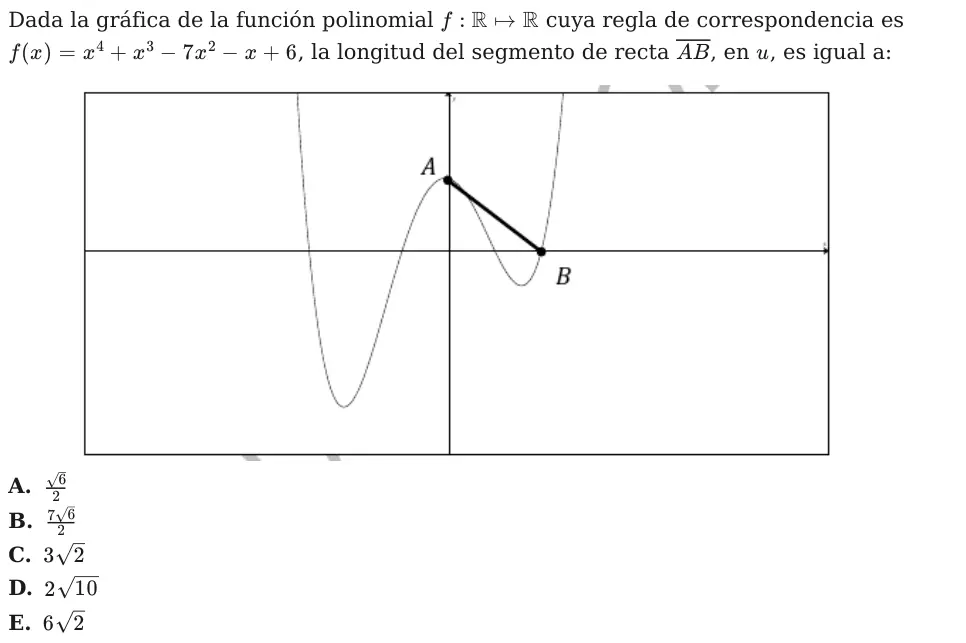 Dada la gráfica de la función polinomial f : ℝ ↦ ℝ cuya regla de correspondencia es
f(x) = x⁴ + x³ − 7x² − x + 6, la longitud del segmento de recta A̅B̅, en u, es igual a:
A
B
A. √6/2
B. 7√6/2
C. 3√2
D. 2√10
E. 6√2